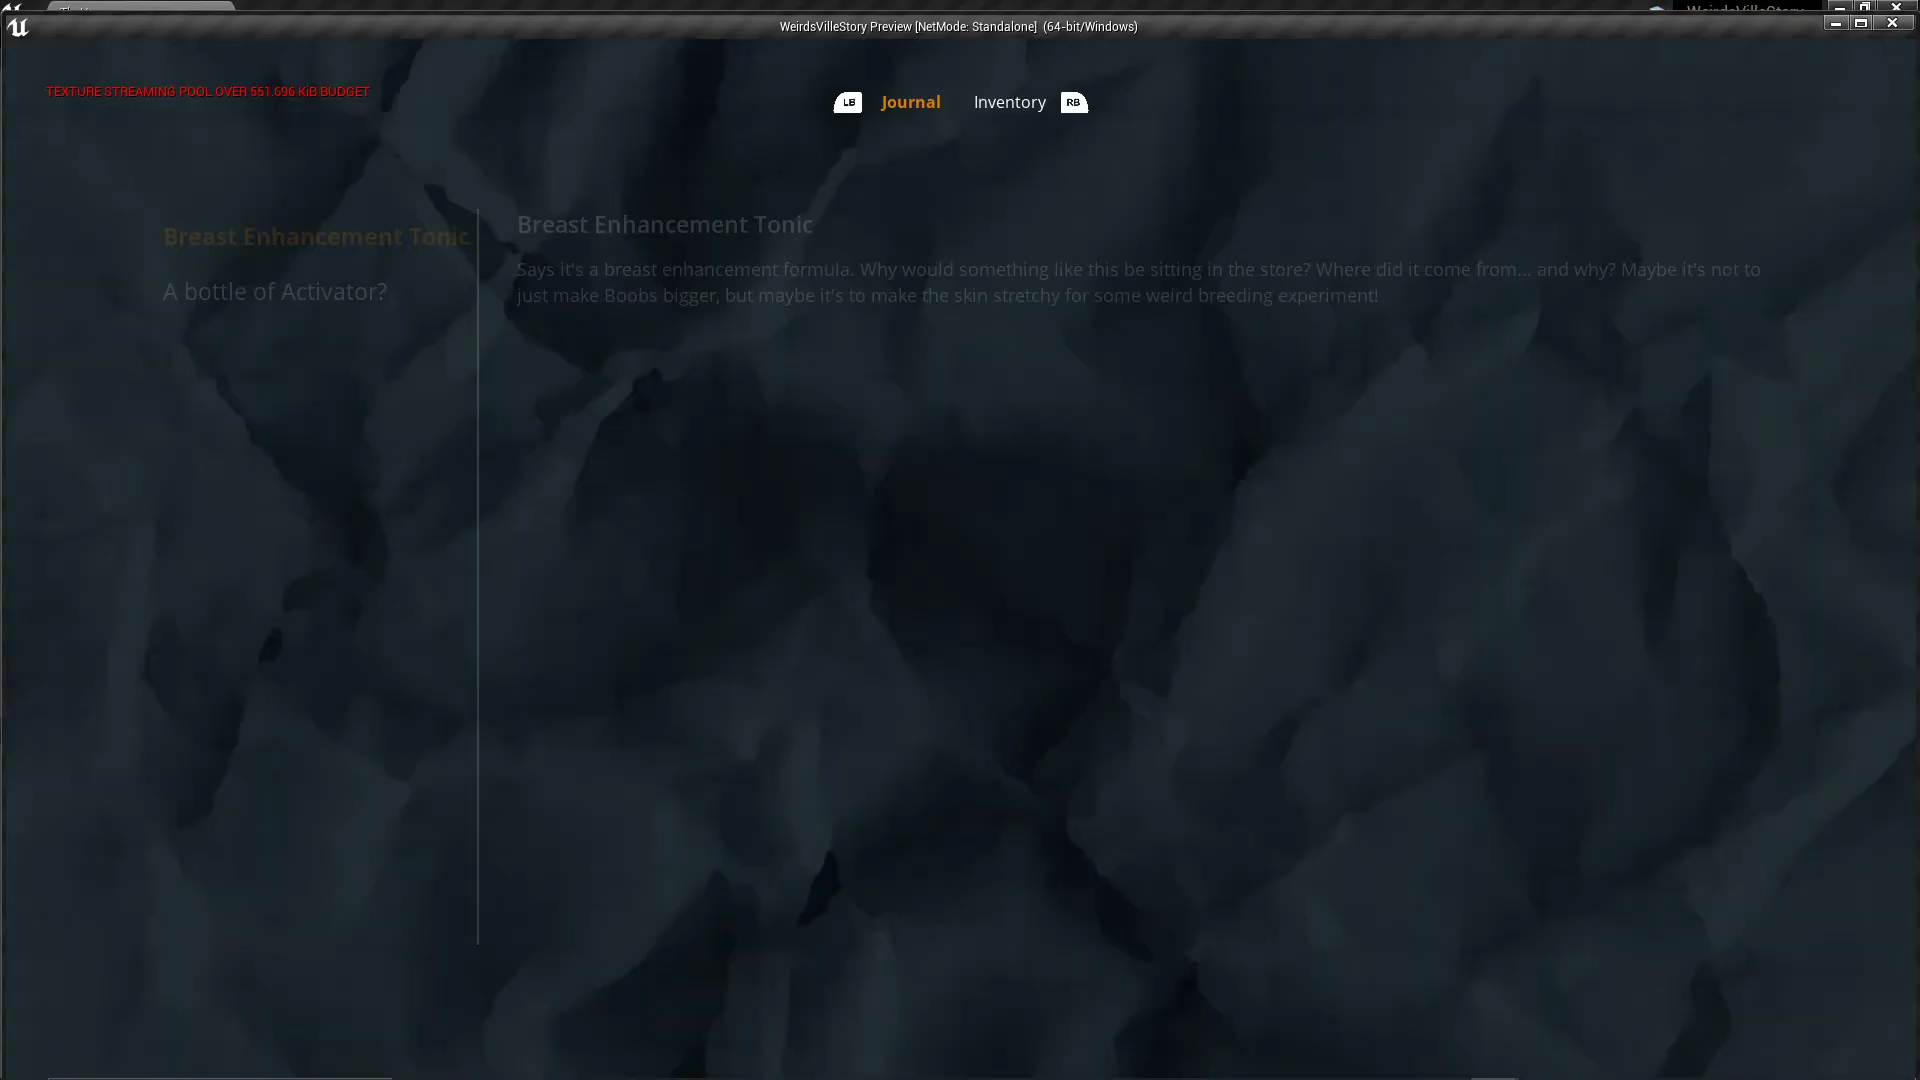 WeirdsVilleStory Preview [NetMode: Standalone] (64-bit/Windows)
TEXTURE STREAMING POOL OVER 551.696 KiB BUDGET
LB Journal Inventory RB
Breast Enhancement Tonic
A bottle of Activator?
Breast Enhancement Tonic
Says it's a breast enhancement formula. Why would something like this be sitting in the store? Where did it come from... and why? Maybe it's not to
just make Boobs bigger, but maybe it's to make the skin stretchy for some weird breeding experiment!